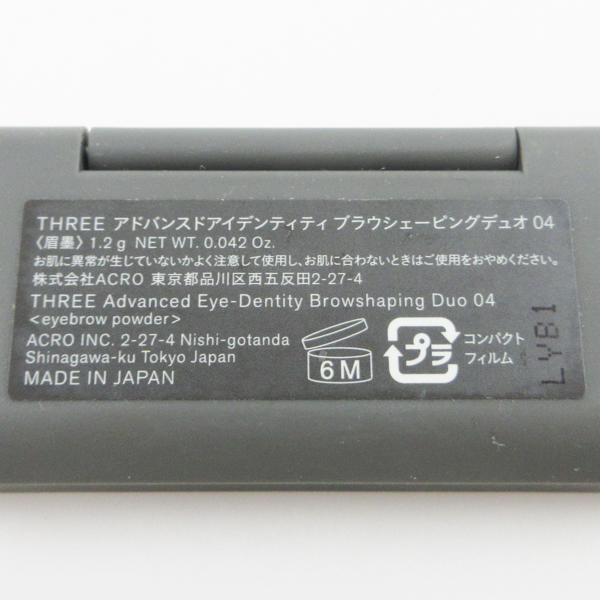 THREE アドバンスドアイデンティティ ブラウシェーピングデュオ 04
〈眉墨〉1.2 g NET WT. 0.042 Oz.
お肌に異常が生じていないかよく注意して使用し、お肌に合わないときはご使用をおやめください。
株式会社ACRO 東京都品川区西五反田2-27-4
THREE Advanced Eye-Dentity Browshaping Duo 04
<eyebrow powder>
ACRO INC. 2-27-4 Nishi-gotanda
Shinagawa-ku Tokyo Japan
MADE IN JAPAN
6M
プラ
コンパクト
フィルム
LYB1